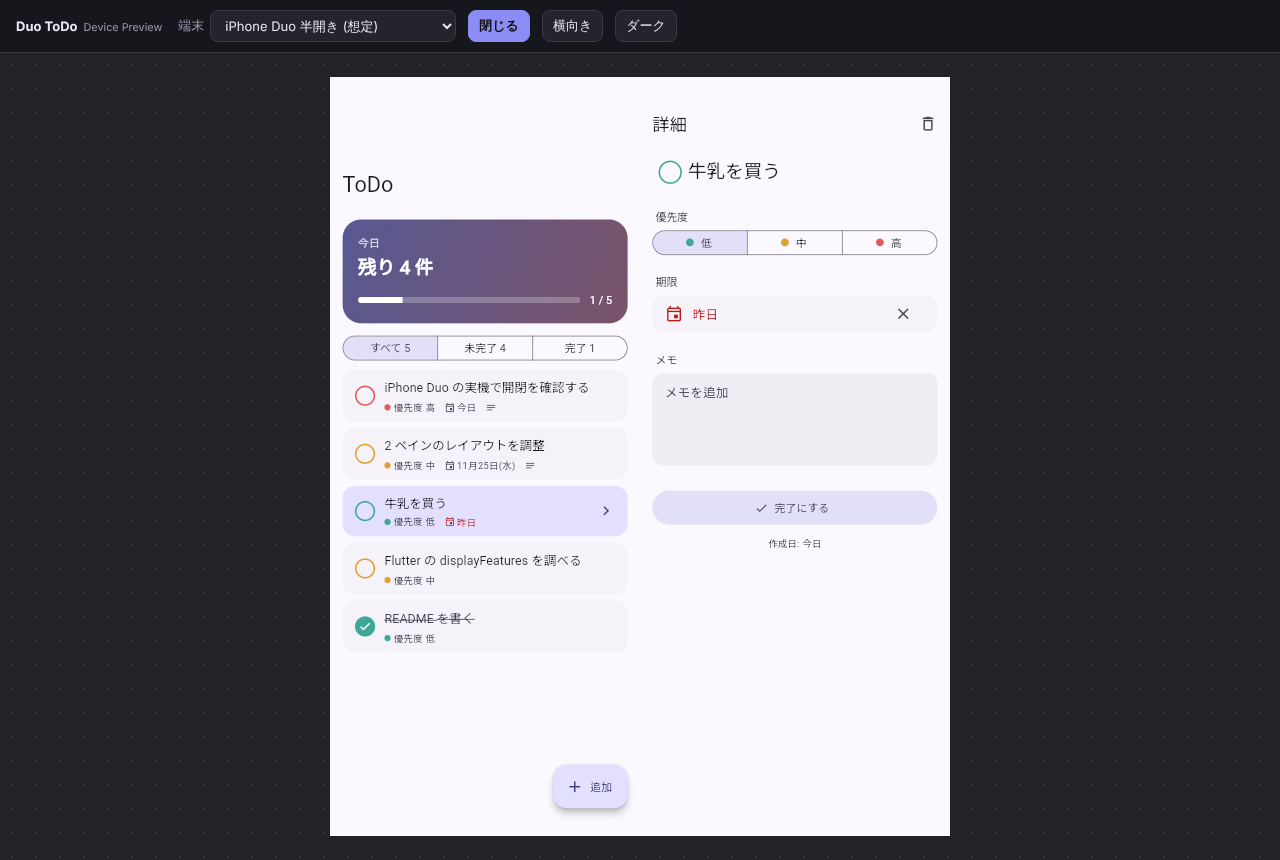 Duo ToDo Device Preview 端末 iPhone Duo 半開き (想定) 閉じる 横向き ダーク
ToDo
今日
残り 4 件
1 / 5
すべて 5 未完了 4 完了 1
iPhone Duo の実機で開閉を確認する
優先度 高 今日
2 ペインのレイアウトを調整
優先度 中 11月25日(水)
牛乳を買う
優先度 低 昨日
Flutter の displayFeatures を調べる
優先度 中
README を書く
優先度 低
追加
詳細
牛乳を買う
優先度
低 中 高
期限
昨日
メモ
メモを追加
完了にする
作成日: 今日